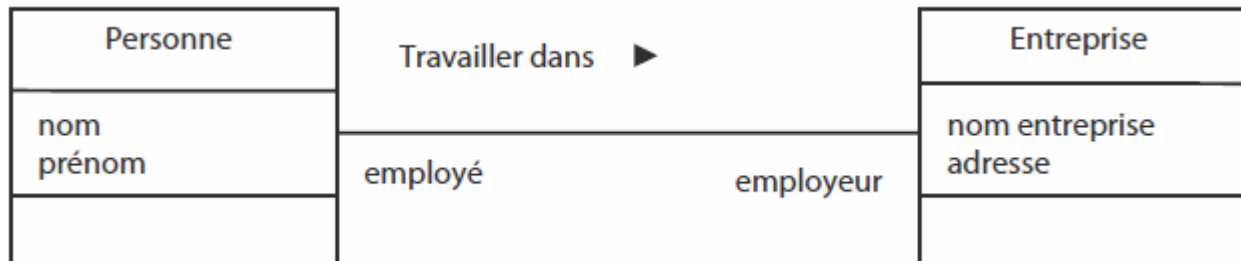 Personne
nom
prénom
Travailler dans ►
employé
employeur
Entreprise
nom entreprise
adresse